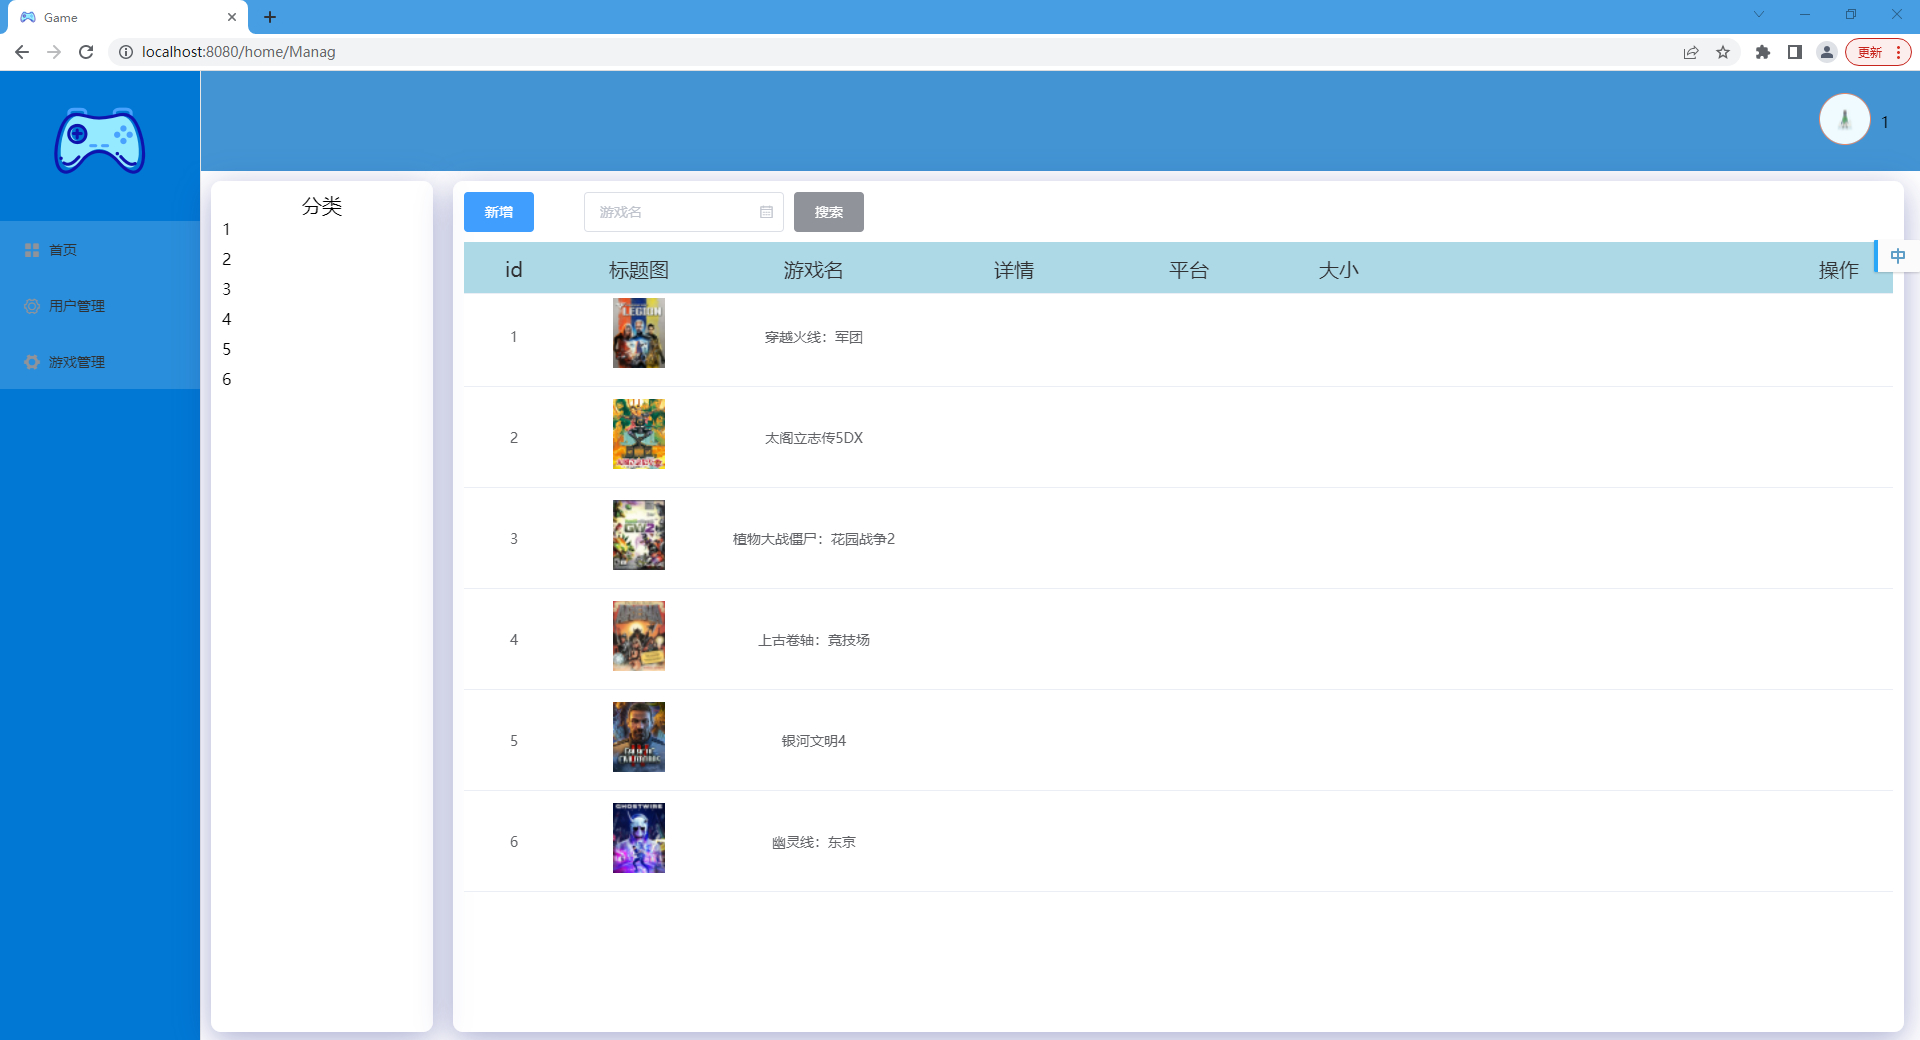 Game
localhost:8080/home/Manag
更新
1
首页
用户管理
游戏管理
分类
1
2
3
4
5
6
新增
游戏名
搜索
id 标题图 游戏名 详情 平台 大小 操作
中
LEGION
1 穿越火线：军团
2 太阁立志传5DX
GW2
3 植物大战僵尸：花园战争2
4 上古卷轴：竞技场
5 银河文明4
GHOSTWIRE
6 幽灵线：东京